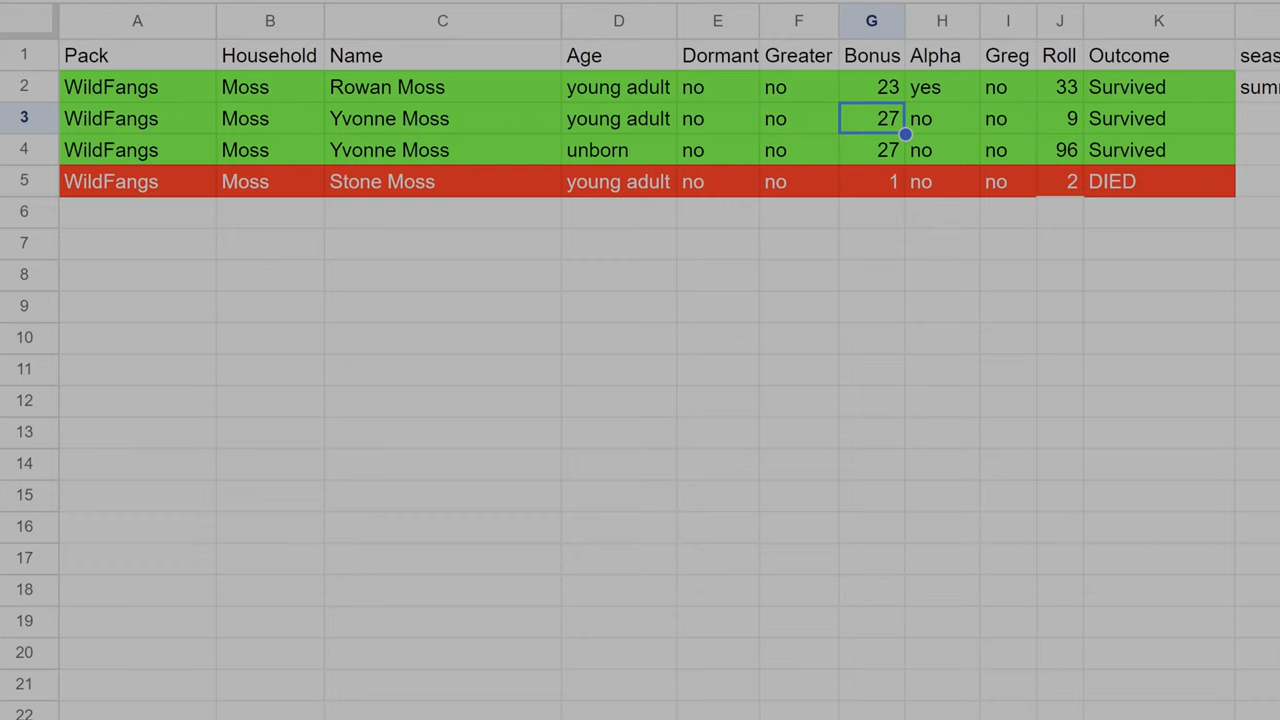 A B C D E F G H I J K
1 Pack Household Name Age Dormant Greater Bonus Alpha Greg Roll Outcome seas
2 WildFangs Moss Rowan Moss young adult no no 23 yes no 33 Survived sum
3 WildFangs Moss Yvonne Moss young adult no no 27 no no 9 Survived
4 WildFangs Moss Yvonne Moss unborn no no 27 no no 96 Survived
5 WildFangs Moss Stone Moss young adult no no 1 no no 2 DIED
6
7
8
9
10
11
12
13
14
15
16
17
18
19
20
21
22